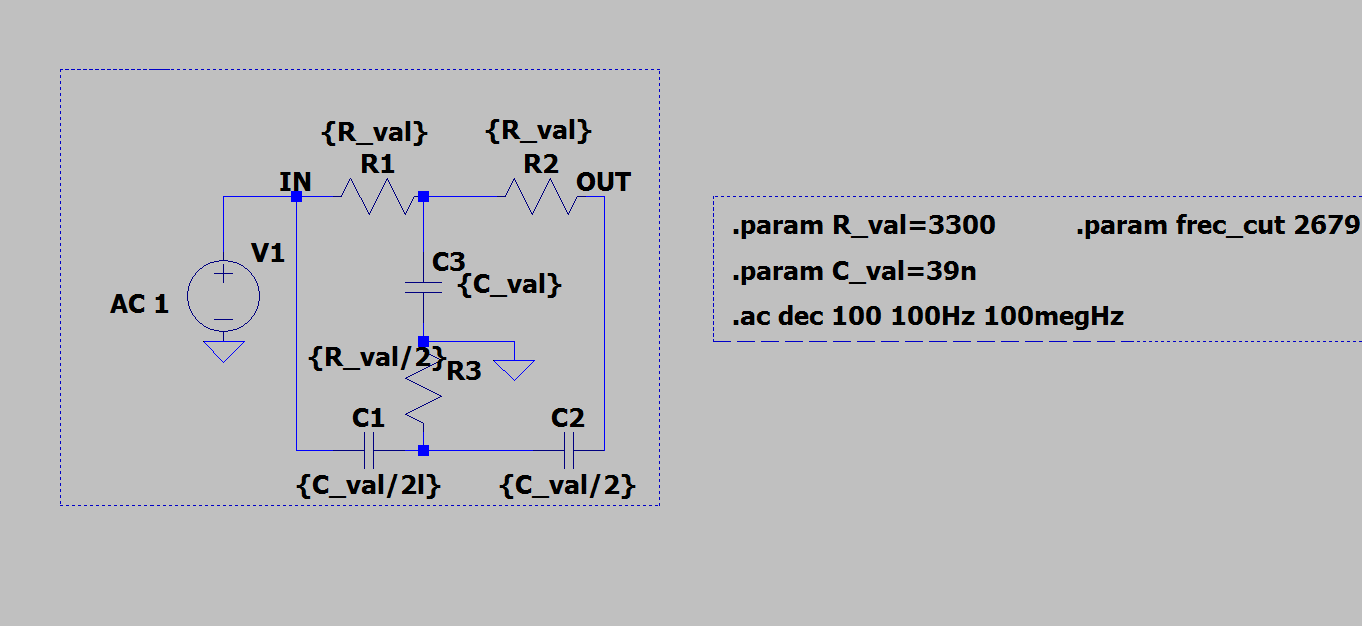 {R_val} {R_val}
R1 R2
IN OUT
V1
AC 1
C3
{C_val}
{R_val/2}
R3
C1 C2
{C_val/2l} {C_val/2}
.param R_val=3300 .param frec_cut 2679
.param C_val=39n
.ac dec 100 100Hz 100megHz